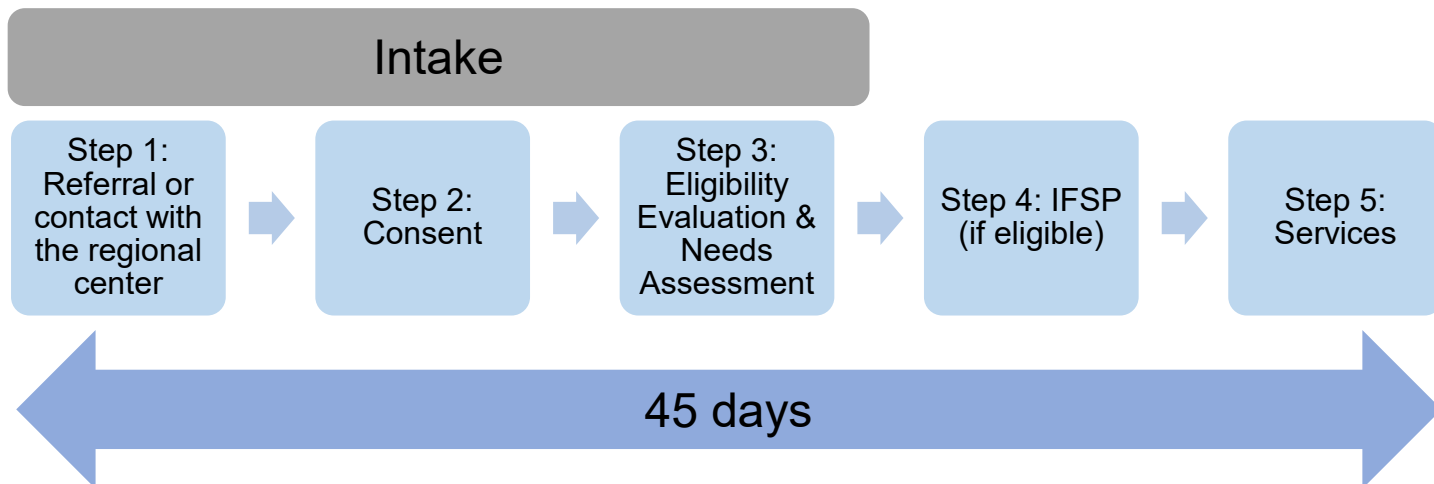 Intake
Step 1:
Referral or
contact with
the regional
center
Step 2:
Consent
Step 3:
Eligibility
Evaluation &
Needs
Assessment
Step 4: IFSP
(if eligible)
Step 5:
Services
45 days